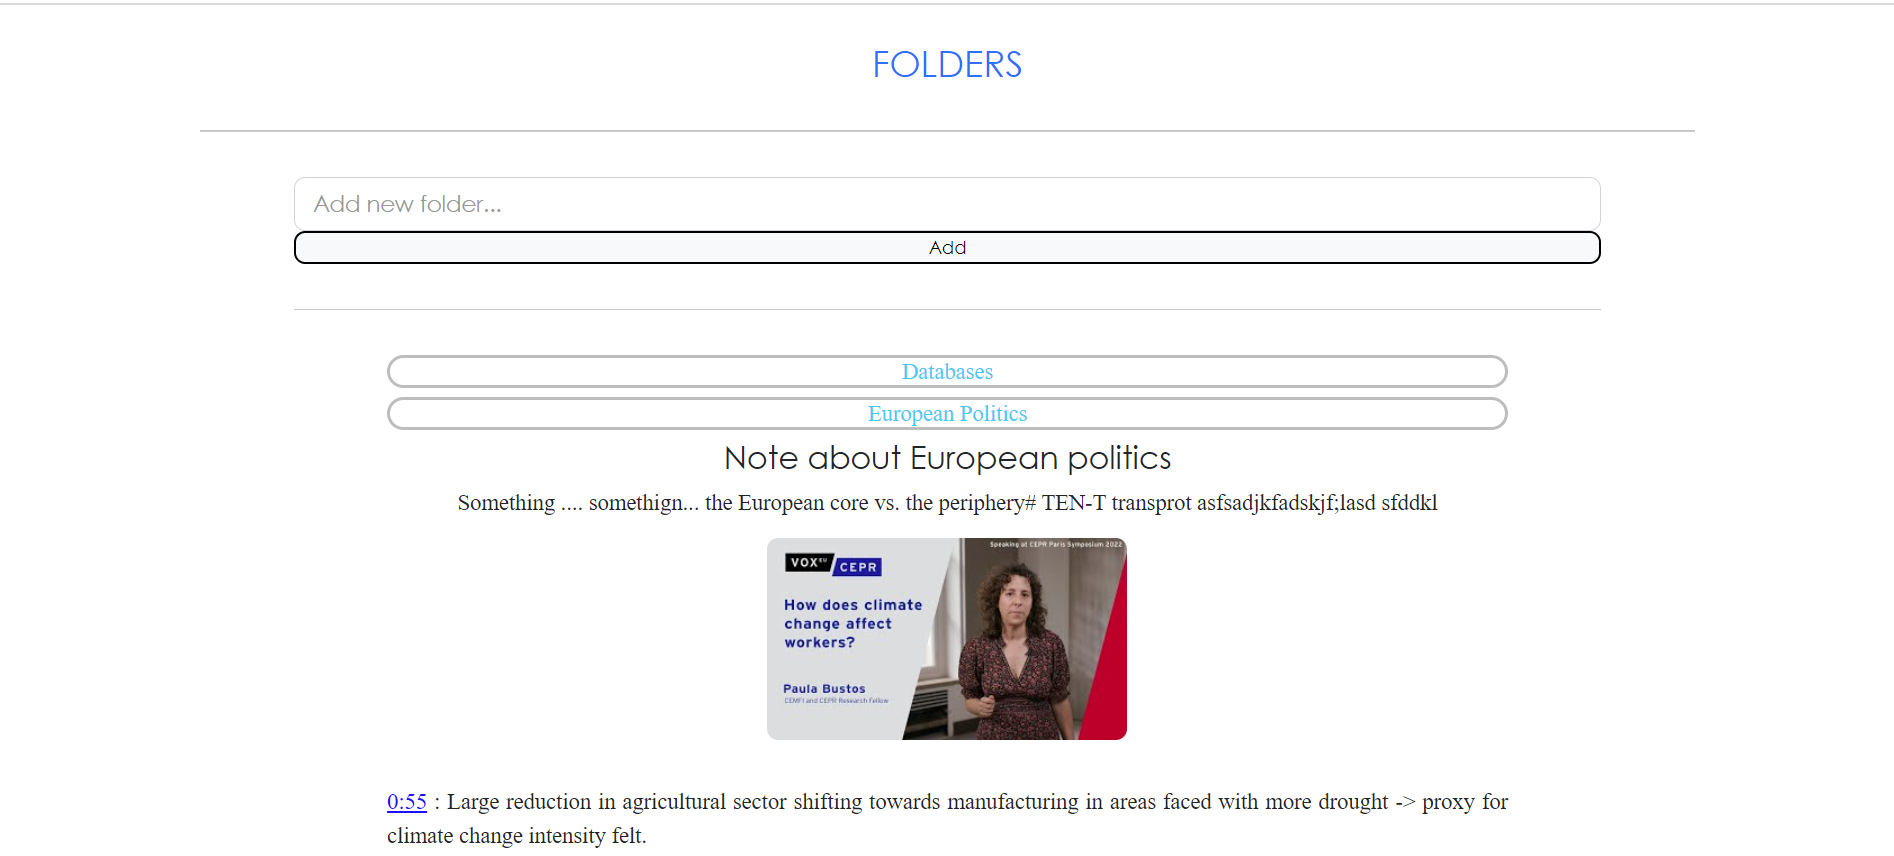 FOLDERS
Add new folder...
Add
Databases
European Politics
Note about European politics
Something .... somethign... the European core vs. the periphery# TEN-T transprot asfsadjkfadskjf;lasd sfddkl
Speaking at CEPR Paris Symposium 2022
VOXEU CEPR
How does climate
change affect
workers?
Paula Bustos
CEMFI and CEPR Research Fellow
0:55 : Large reduction in agricultural sector shifting towards manufacturing in areas faced with more drought -> proxy for
climate change intensity felt.